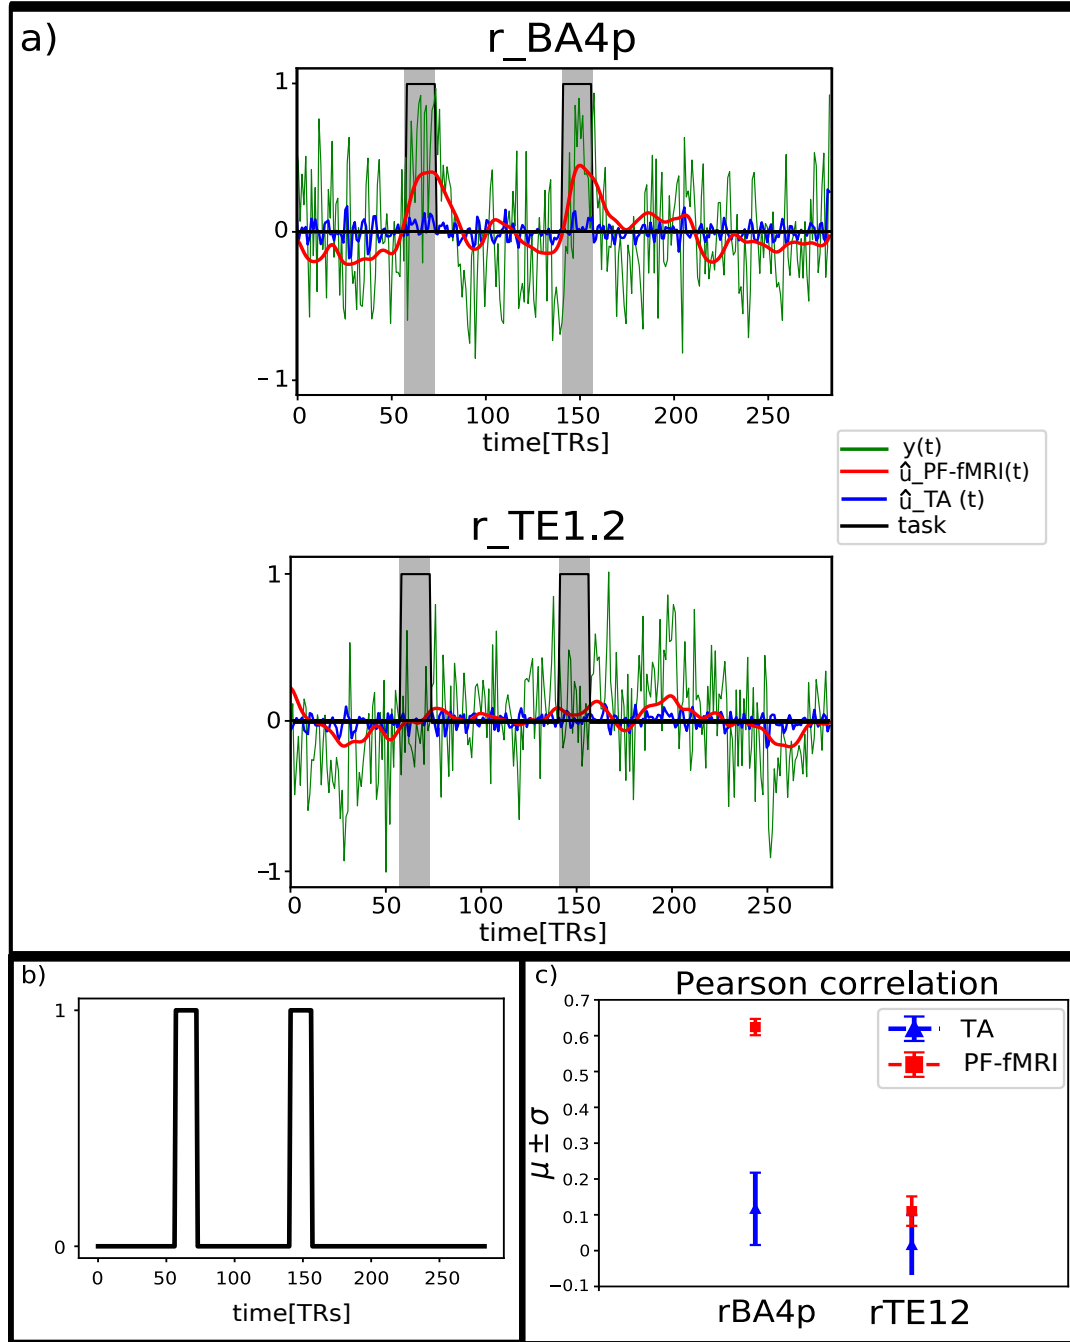 a)
r_BA4p
1
0
−1
0 50 100 150 200 250
time[TRs]
y(t)
û_PF-fMRI(t)
û_TA (t)
task
r_TE1.2
1
0
−1
0 50 100 150 200 250
time[TRs]
b)
1
0
0 50 100 150 200 250
time[TRs]
c)
Pearson correlation
0.7
0.6
0.5
0.4
0.3
0.2
0.1
0
−0.1
μ ± σ
TA
PF-fMRI
rBA4p rTE12